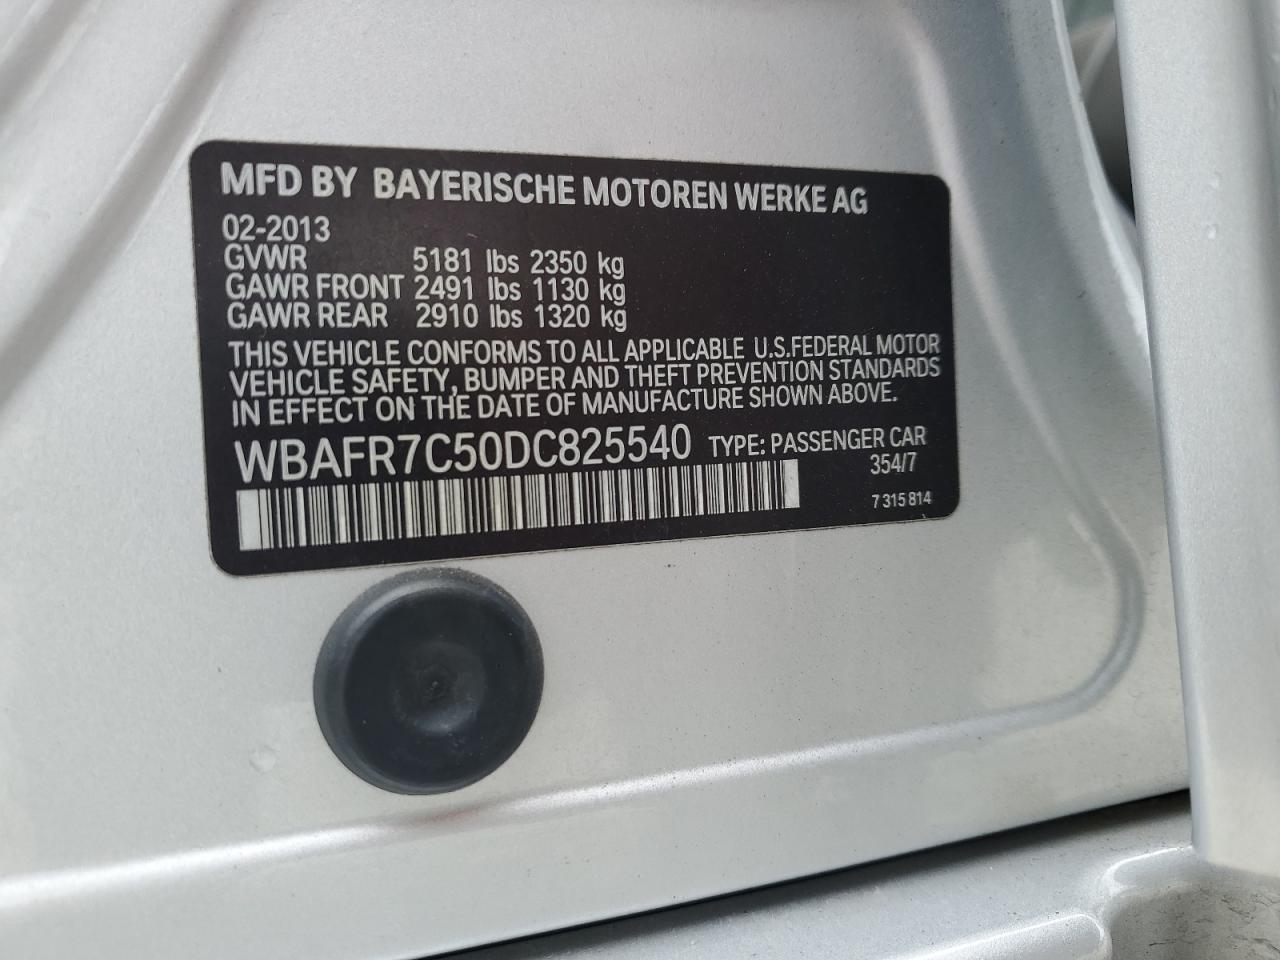 MFD BY BAYERISCHE MOTOREN WERKE AG
02-2013
GVWR 5181 lbs 2350 kg
GAWR FRONT 2491 lbs 1130 kg
GAWR REAR 2910 lbs 1320 kg
THIS VEHICLE CONFORMS TO ALL APPLICABLE U.S.FEDERAL MOTOR
VEHICLE SAFETY, BUMPER AND THEFT PREVENTION STANDARDS
IN EFFECT ON THE DATE OF MANUFACTURE SHOWN ABOVE.
WBAFR7C50DC825540 TYPE: PASSENGER CAR
354/7
7 315 814